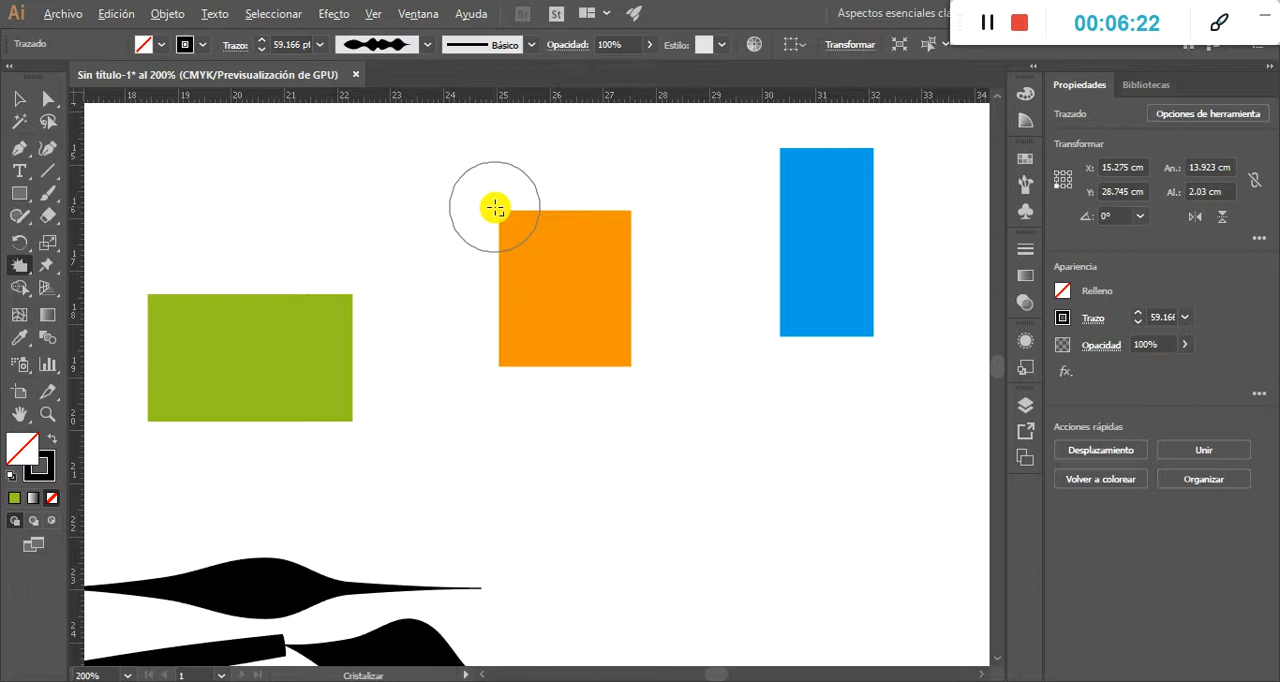 Ai Archivo Edición Objeto Texto Seleccionar Efecto Ver Ventana Ayuda Br St Aspectos esenciales clá
00:06:22
Trazado Trazo: 59.166 pt Básico Opacidad: 100% Estilo: Transformar
Sin título-1* al 200% (CMYK/Previsualización de GPU) ×
18 19 20 21 22 23 24 25 26 27 28 29 30 31 32 33 34
Propiedades Bibliotecas
Trazado Opciones de herramienta
Transformar
X: 15.275 cm An.: 13.923 cm
Y: 28.745 cm Al.: 2.03 cm
0°
Apariencia
Relleno
Trazo 59.166
Opacidad 100%
fx.
Acciones rápidas
Desplazamiento Unir
Volver a colorear Organizar
200% 1 Cristalizar